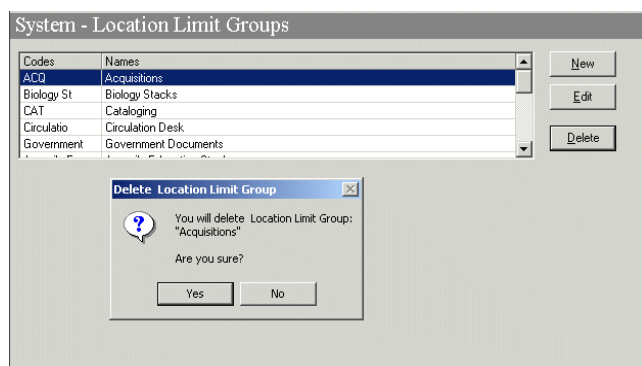 System - Location Limit Groups
Codes Names
ACQ Acquisitions
Biology St Biology Stacks
CAT Cataloging
Circulatio Circulation Desk
Government Government Documents
New
Edit
Delete
Delete Location Limit Group
You will delete Location Limit Group:
"Acquisitions"
Are you sure?
Yes No